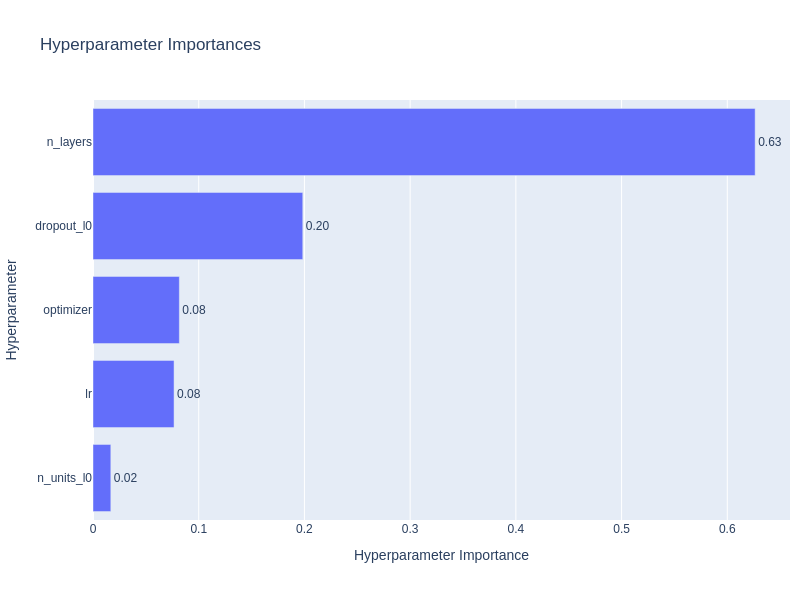 Hyperparameter Importances
n_layers
0.63
dropout_l0
0.20
optimizer
0.08
lr
0.08
n_units_l0
0.02
0
0.1
0.2
0.3
0.4
0.5
0.6
Hyperparameter Importance
Hyperparameter